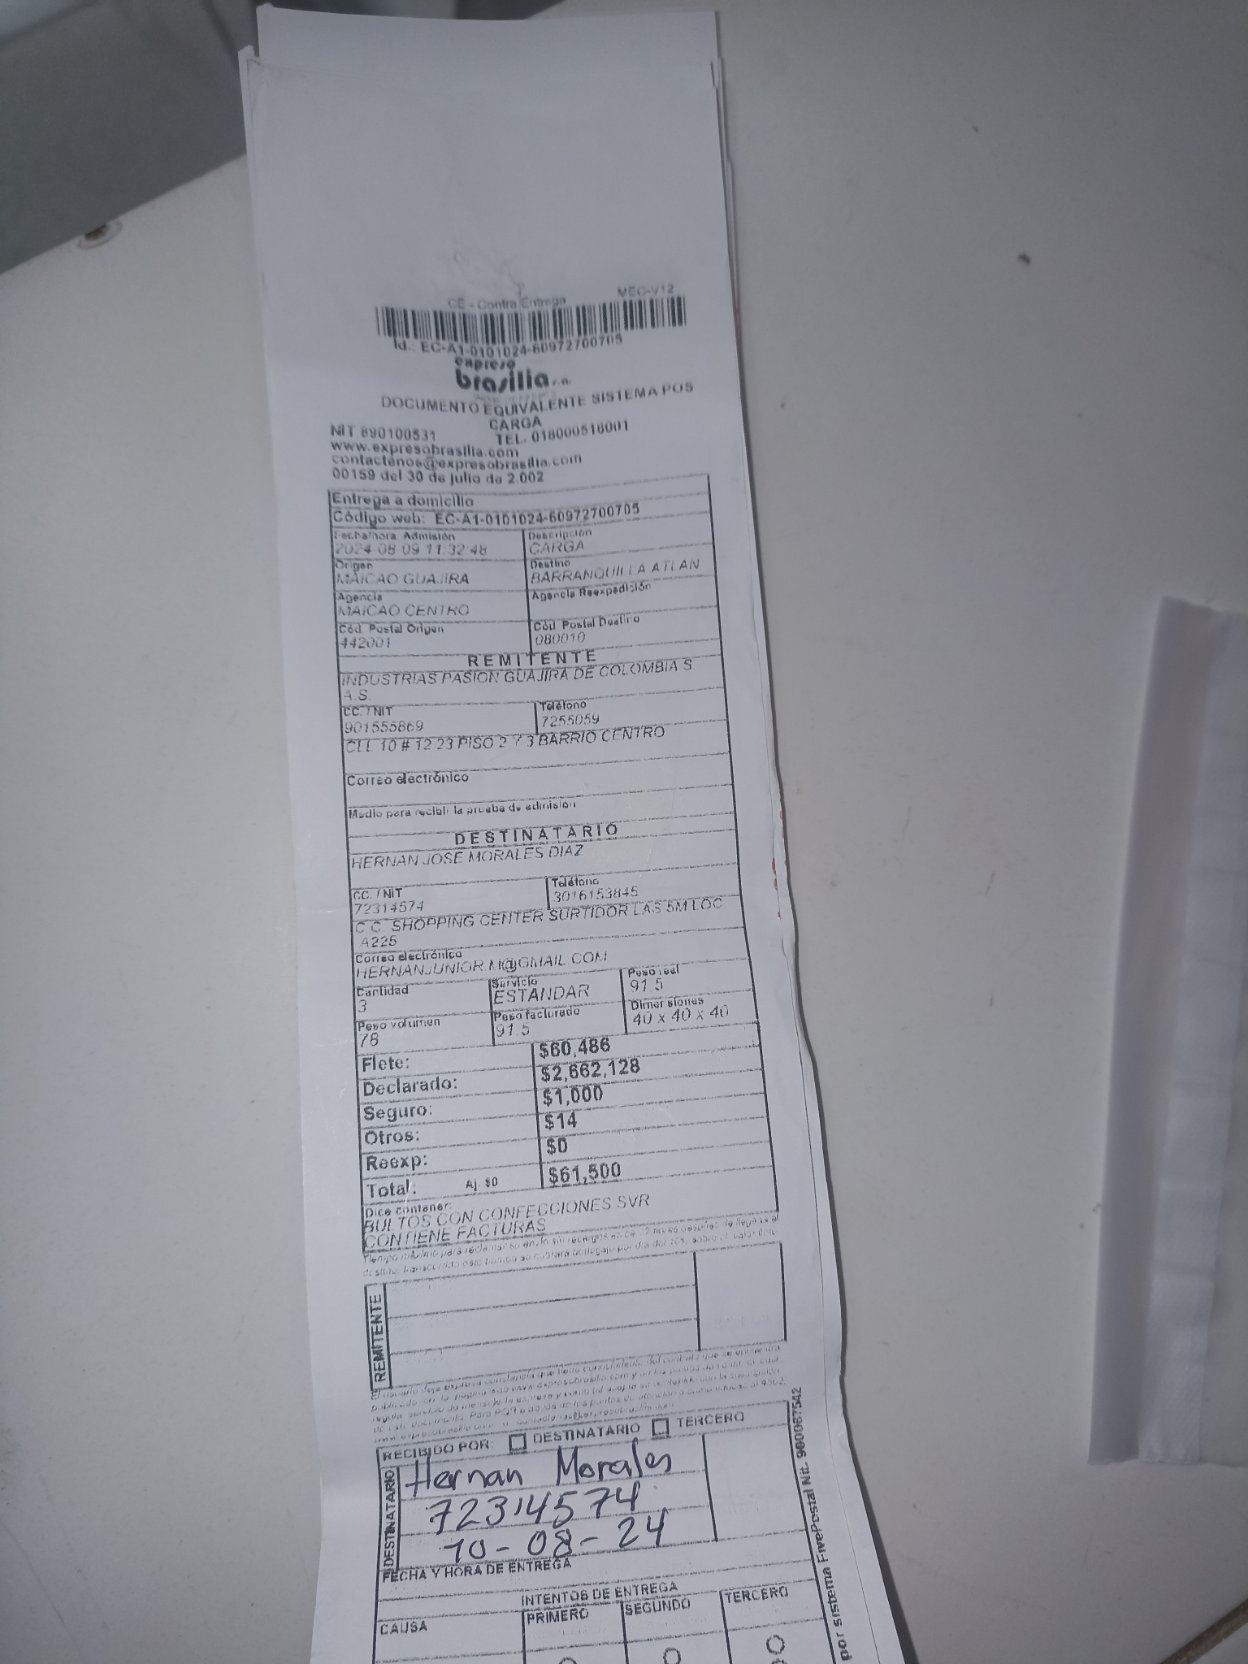 CE - Contra Entrega MEC-V12
Id.: EC-A1-0101024-60972700705
expreso
brasilia s.a.
DOCUMENTO EQUIVALENTE SISTEMA POS
CARGA
NIT 890100531 TEL. 018000518001
www.expresobrasilia.com
contactenos@expresobrasilia.com
00159 del 30 de julio de 2.002
Entrega a domicilio
Código web: EC-A1-0101024-60972700705
Fecha/hora Admisión Descripción
2024-08-09 11:32:48 CARGA
Origen Destino
MAICAO GUAJIRA BARRANQUILLA ATLAN
Agencia Agencia Reexpedición
MAICAO CENTRO
Cód. Postal Origen Cód. Postal Destino
442001 080010
REMITENTE
INDUSTRIAS PASION GUAJIRA DE COLOMBIA S
A.S.
CC. / NIT Teléfono
901555869 7255059
CLL 10 # 12 23 PISO 2 Y 3 BARRIO CENTRO
Correo electrónico
Medio para recibir la prueba de admisión
DESTINATARIO
HERNAN JOSE MORALES DIAZ
CC. / NIT Teléfono
72314574 3016153845
C.C. SHOPPING CENTER SURTIDOR LAS 5M LOC
A225
Correo electrónico
HERNANJUNIOR.M@GMAIL.COM
Cantidad Servicio Peso real
3 ESTANDAR 91.5
Peso volumen Peso facturado Dimensiones
78 91.5 40 x 40 x 40
Flete: $60,486
Declarado: $2,662,128
Seguro: $1,000
Otros: $14
Reexp: $0
Total: Aj. $0 $61,500
Dice contener:
BULTOS CON CONFECCIONES SVR
CONTIENE FACTURAS
REMITENTE
RECIBIDO POR: DESTINATARIO TERCERO
DESTINATARIO
Hernan Morales
72314574
10-08-24
FECHA Y HORA DE ENTREGA
INTENTOS DE ENTREGA
CAUSA PRIMERO SEGUNDO TERCERO
por sistema FivePostal Nit. 900087542